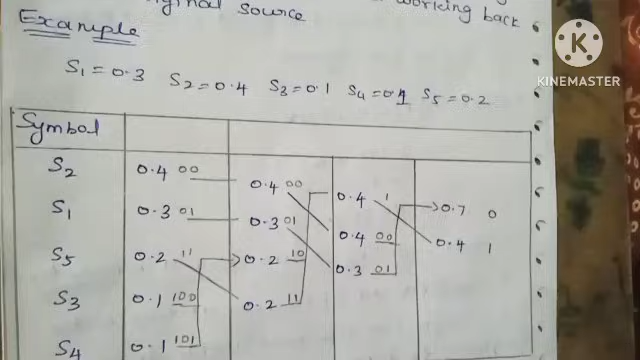 original source working back
Example
S1 = 0.3 S2 = 0.4 S3 = 0.1 S4 = 0.1 S5 = 0.2
KINEMASTER
Symbol
S2 0.4 00 0.4 00 0.4 1 0.7 0
S1 0.3 01 0.3 01 0.4 00 0.4 1
S5 0.2 11 0.2 10 0.3 01
S3 0.1 100 0.2 11
S4 0.1 101